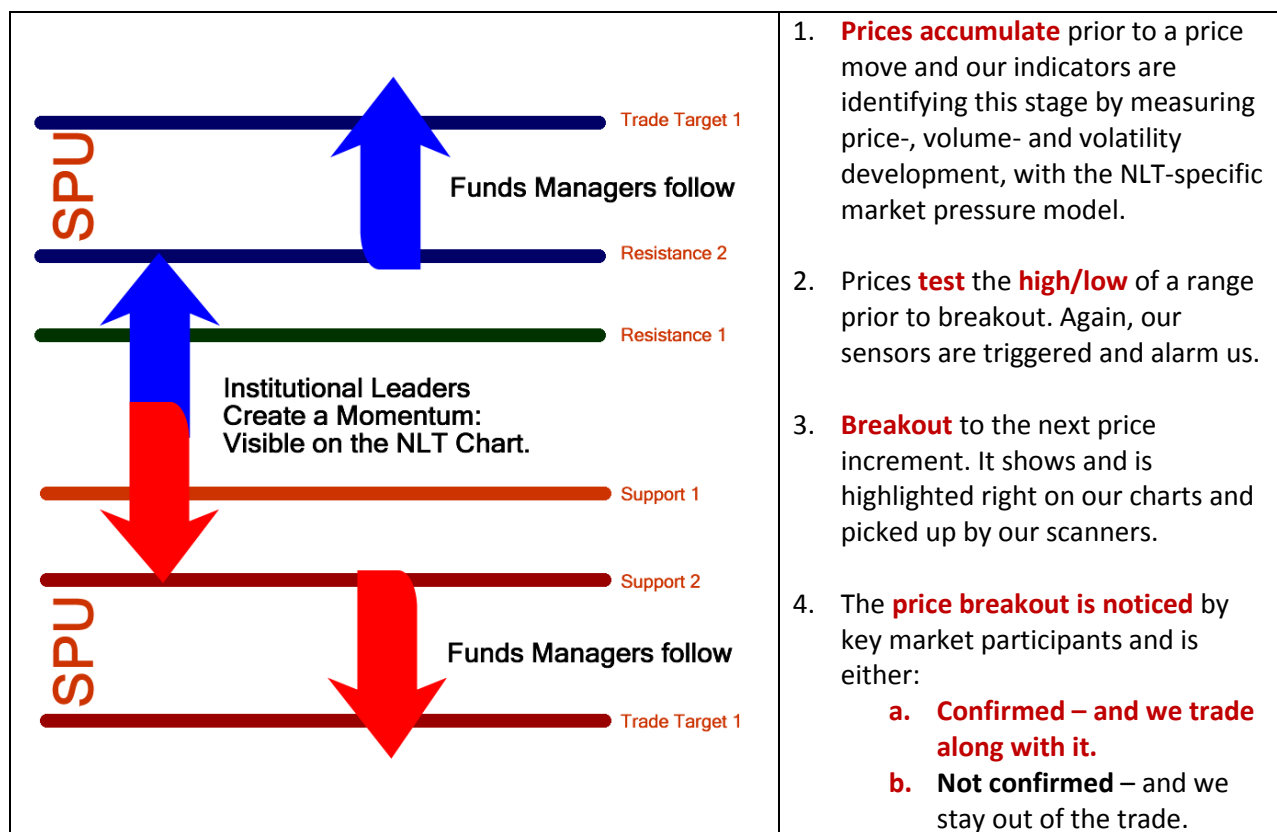 SPU
Trade Target 1
Funds Managers follow
Resistance 2
Resistance 1
Institutional Leaders
Create a Momentum:
Visible on the NLT Chart.
Support 1
Support 2
SPU
Funds Managers follow
Trade Target 1
1. Prices accumulate prior to a price
move and our indicators are
identifying this stage by measuring
price-, volume- and volatility
development, with the NLT-specific
market pressure model.
2. Prices test the high/low of a range
prior to breakout. Again, our
sensors are triggered and alarm us.
3. Breakout to the next price
increment. It shows and is
highlighted right on our charts and
picked up by our scanners.
4. The price breakout is noticed by
key market participants and is
either:
a. Confirmed – and we trade
along with it.
b. Not confirmed – and we
stay out of the trade.